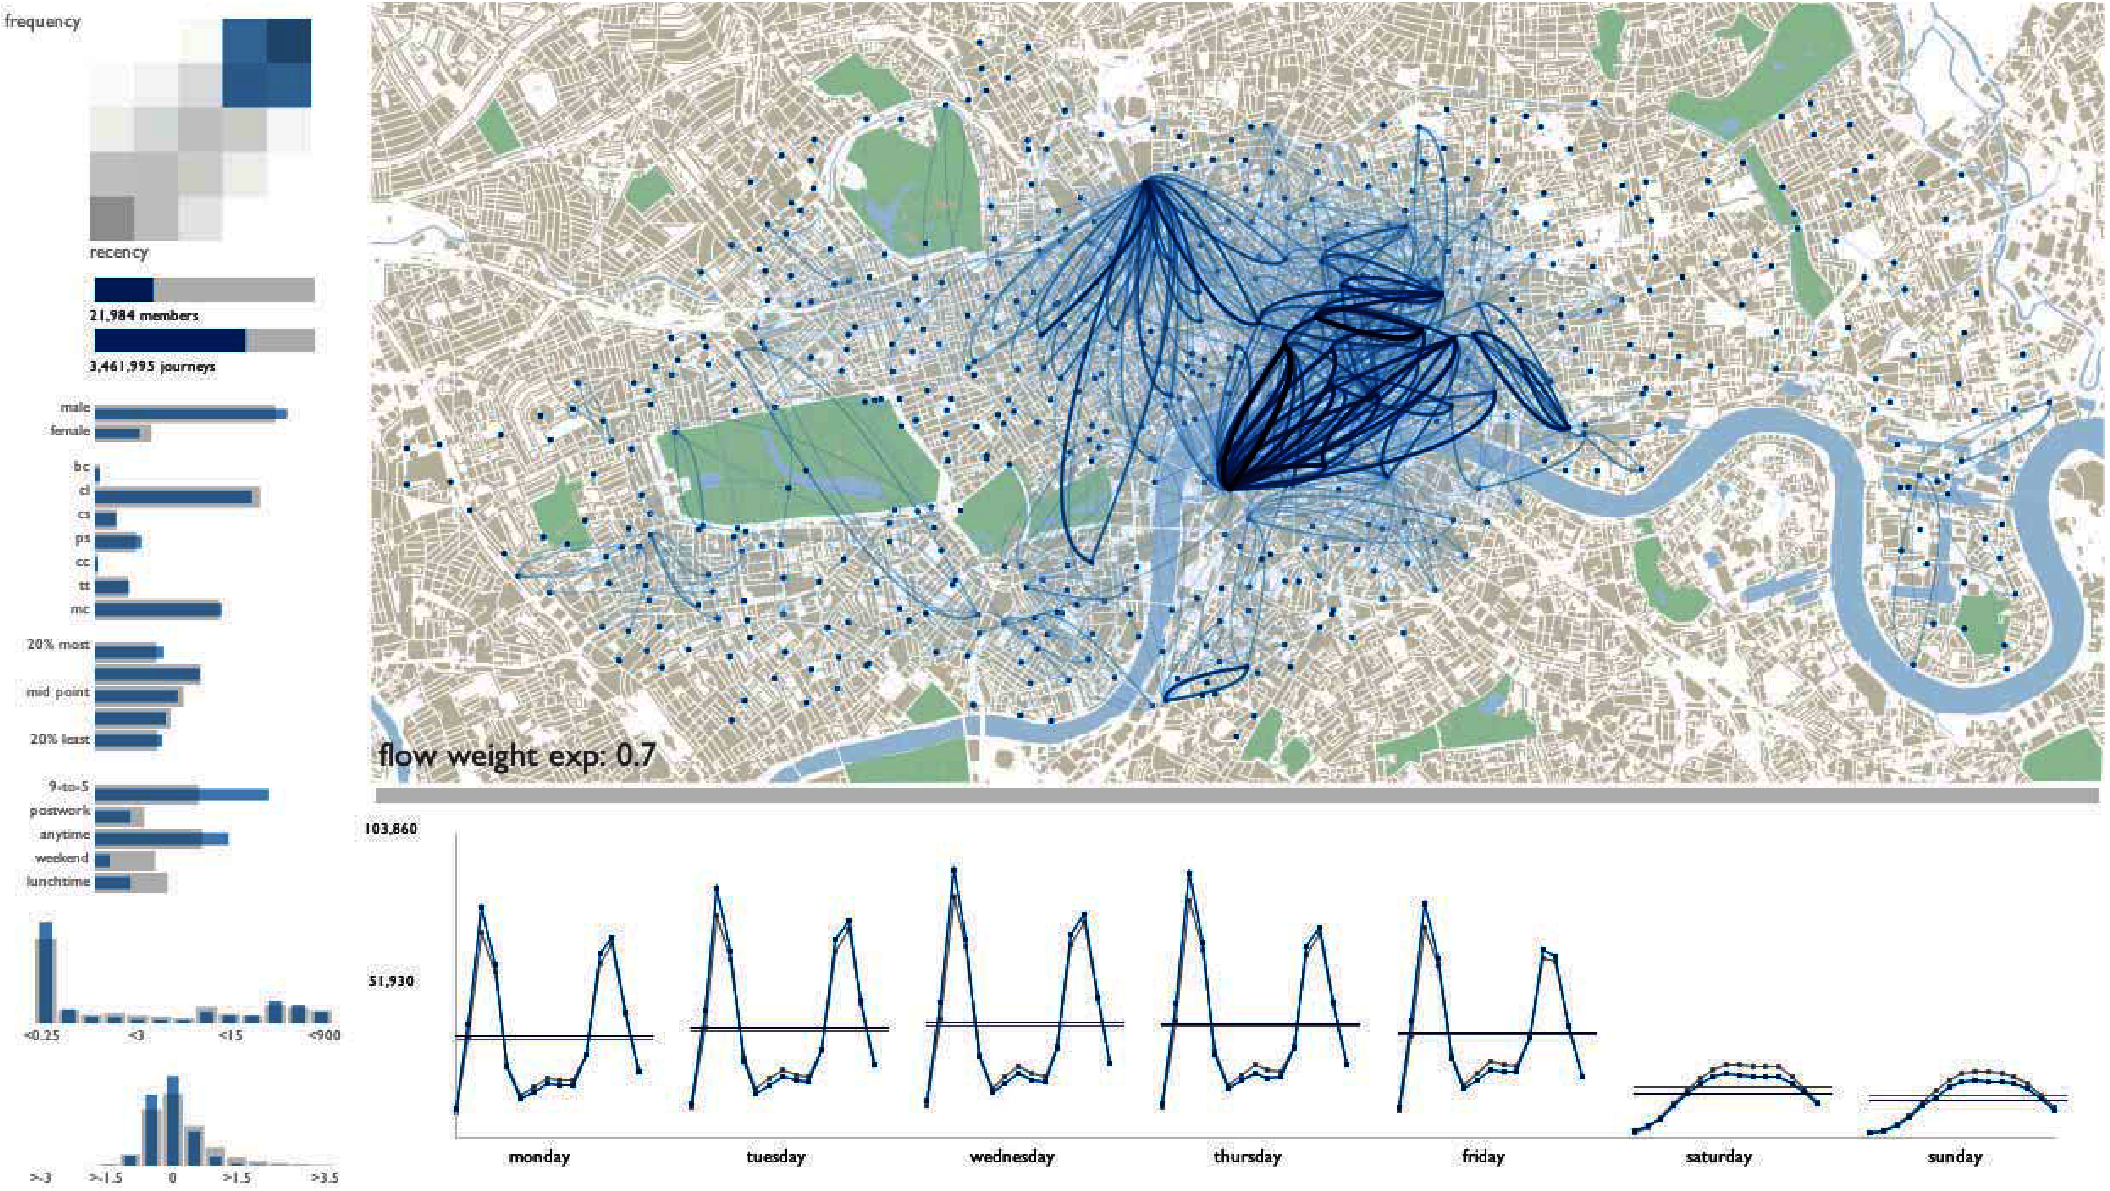 frequency
recency
21,984 members
3,461,995 journeys
male
female
bc
cl
cs
ps
cc
tt
mc
20% most
mid point
20% least
9-to-5
postwork
anytime
weekend
lunchtime
<0.25 <3 <15 <900
>-3 >-1.5 0 >1.5 >3.5
flow weight exp: 0.7
103,860
51,930
monday tuesday wednesday thursday friday saturday sunday